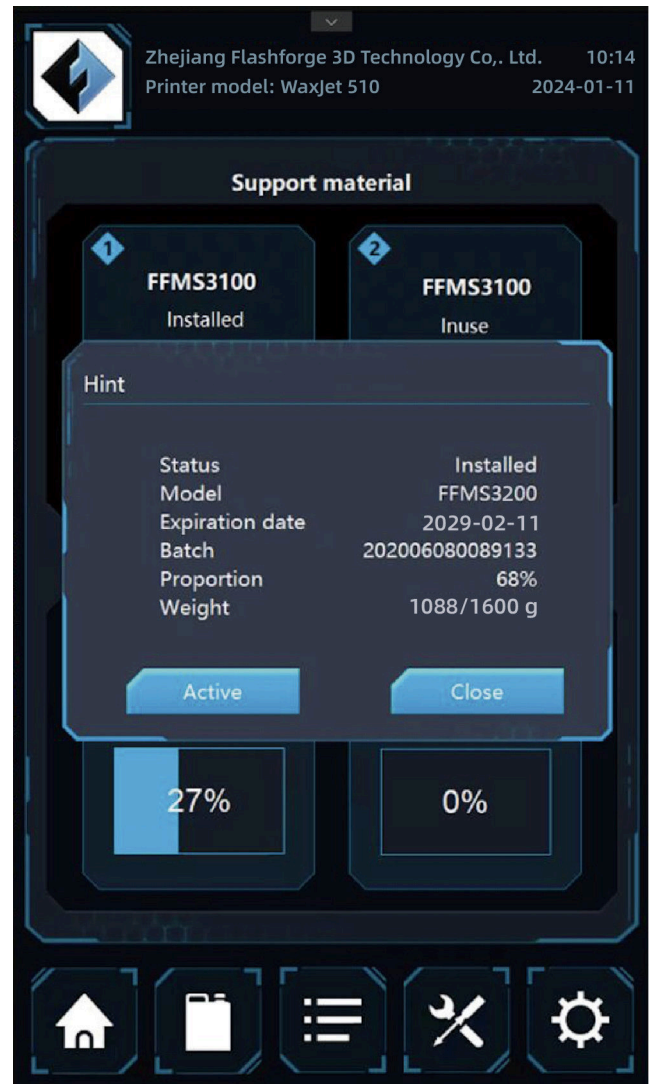 Zhejiang Flashforge 3D Technology Co,. Ltd. 10:14
Printer model: WaxJet 510 2024-01-11
Support material
1 2
FFMS3100 FFMS3100
Installed Inuse
Hint
Status Installed
Model FFMS3200
Expiration date 2029-02-11
Batch 202006080089133
Proportion 68%
Weight 1088/1600 g
Active Close
27% 0%